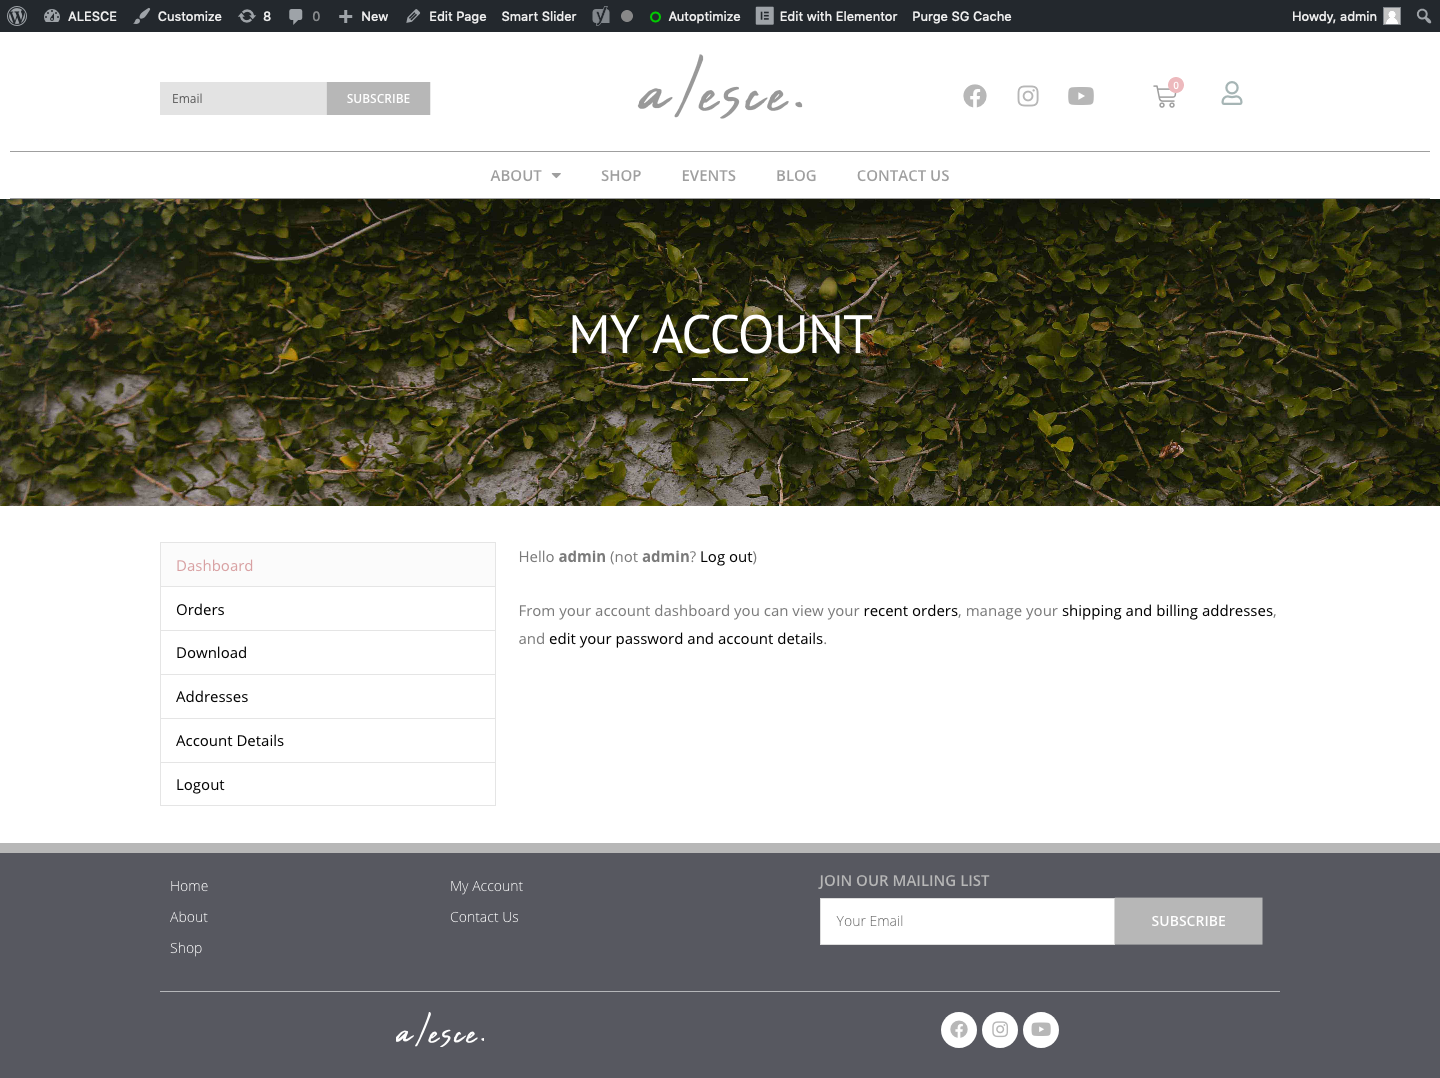 ALESCE Customize 8 0 New Edit Page Smart Slider Autoptimize Edit with Elementor Purge SG Cache Howdy, admin
Email SUBSCRIBE alesce. 0
ABOUT SHOP EVENTS BLOG CONTACT US
MY ACCOUNT
Dashboard
Orders
Download
Addresses
Account Details
Logout
Hello admin (not admin? Log out)
From your account dashboard you can view your recent orders, manage your shipping and billing addresses,
and edit your password and account details.
Home
About
Shop
My Account
Contact Us
JOIN OUR MAILING LIST
Your Email SUBSCRIBE
alesce.